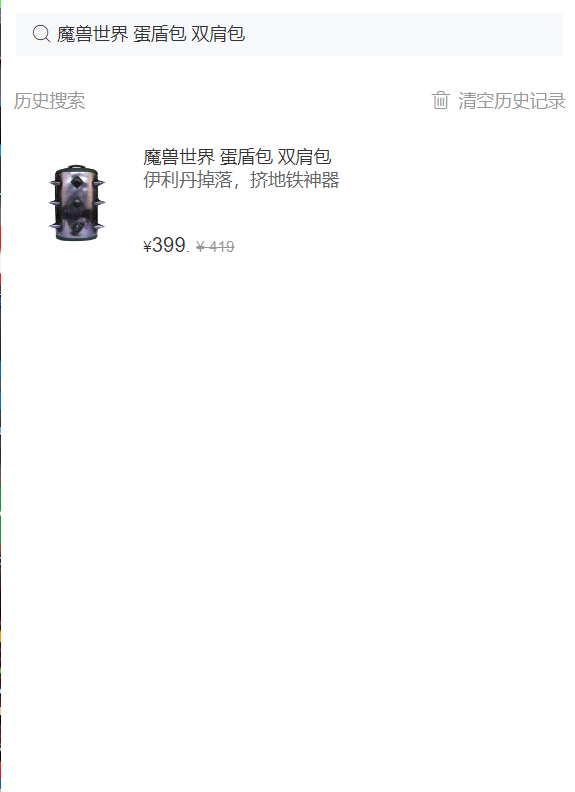 魔兽世界 蛋盾包 双肩包
历史搜索 清空历史记录
魔兽世界 蛋盾包 双肩包
伊利丹掉落，挤地铁神器
¥399. ¥ 419